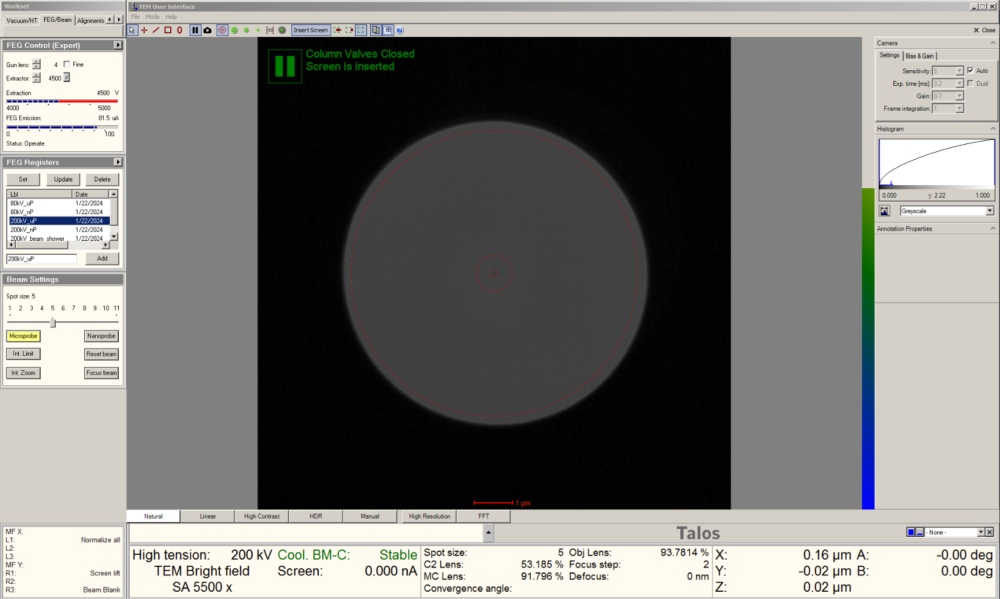 Workset
Vacuum/HT FEG/Beam Alignments
FEG Control (Expert)
Gun lens: 4 Fine
Extractor: 4500
Extraction 4500 V
4000 5000
FEG Emission: 81.5 uA
0. 100.
Status: Operate
FEG Registers
Set Update Delete
Lbl Date
80kV_uP 1/22/2024
80kV_nP 1/22/2024
200kV_uP 1/22/2024
200kV_nP 1/22/2024
200kV_beam_shower 1/22/2024
200kV_uP Add
Beam Settings
Spot size: 5
1 2 3 4 5 6 7 8 9 10 11
Microprobe Nanoprobe
Int. Limit Reset beam
Int. Zoom Focus beam
MF X:
L1: Normalize all
L2:
L3:
MF Y:
R1: Screen lift
R2:
R3: Beam Blank
TEM User Interface
File Mode Help
CCD Insert Screen Close
Column Valves Closed
Screen is inserted
1 µm
Natural Linear High Contrast HDR Manual High Resolution FFT
Camera
Settings Bias & Gain
Sensitivity: 5 Auto
Exp. time [ms]: 3.2 Dual
Gain: 0.7
Frame integration: 1
Histogram
0.000 γ: 2.22 1.000
Greyscale
Annotation Properties
Talos
- None -
High tension: 200 kV Cool. BM-C: Stable
TEM Bright field Screen: 0.000 nA
SA 5500 x
Spot size: 5 Obj Lens: 93.7814 %
C2 Lens: 53.185 % Focus step: 2
MC Lens: 91.796 % Defocus: 0 nm
Convergence angle:
X: 0.16 µm A: -0.00 deg
Y: -0.02 µm B: 0.00 deg
Z: 0.02 µm